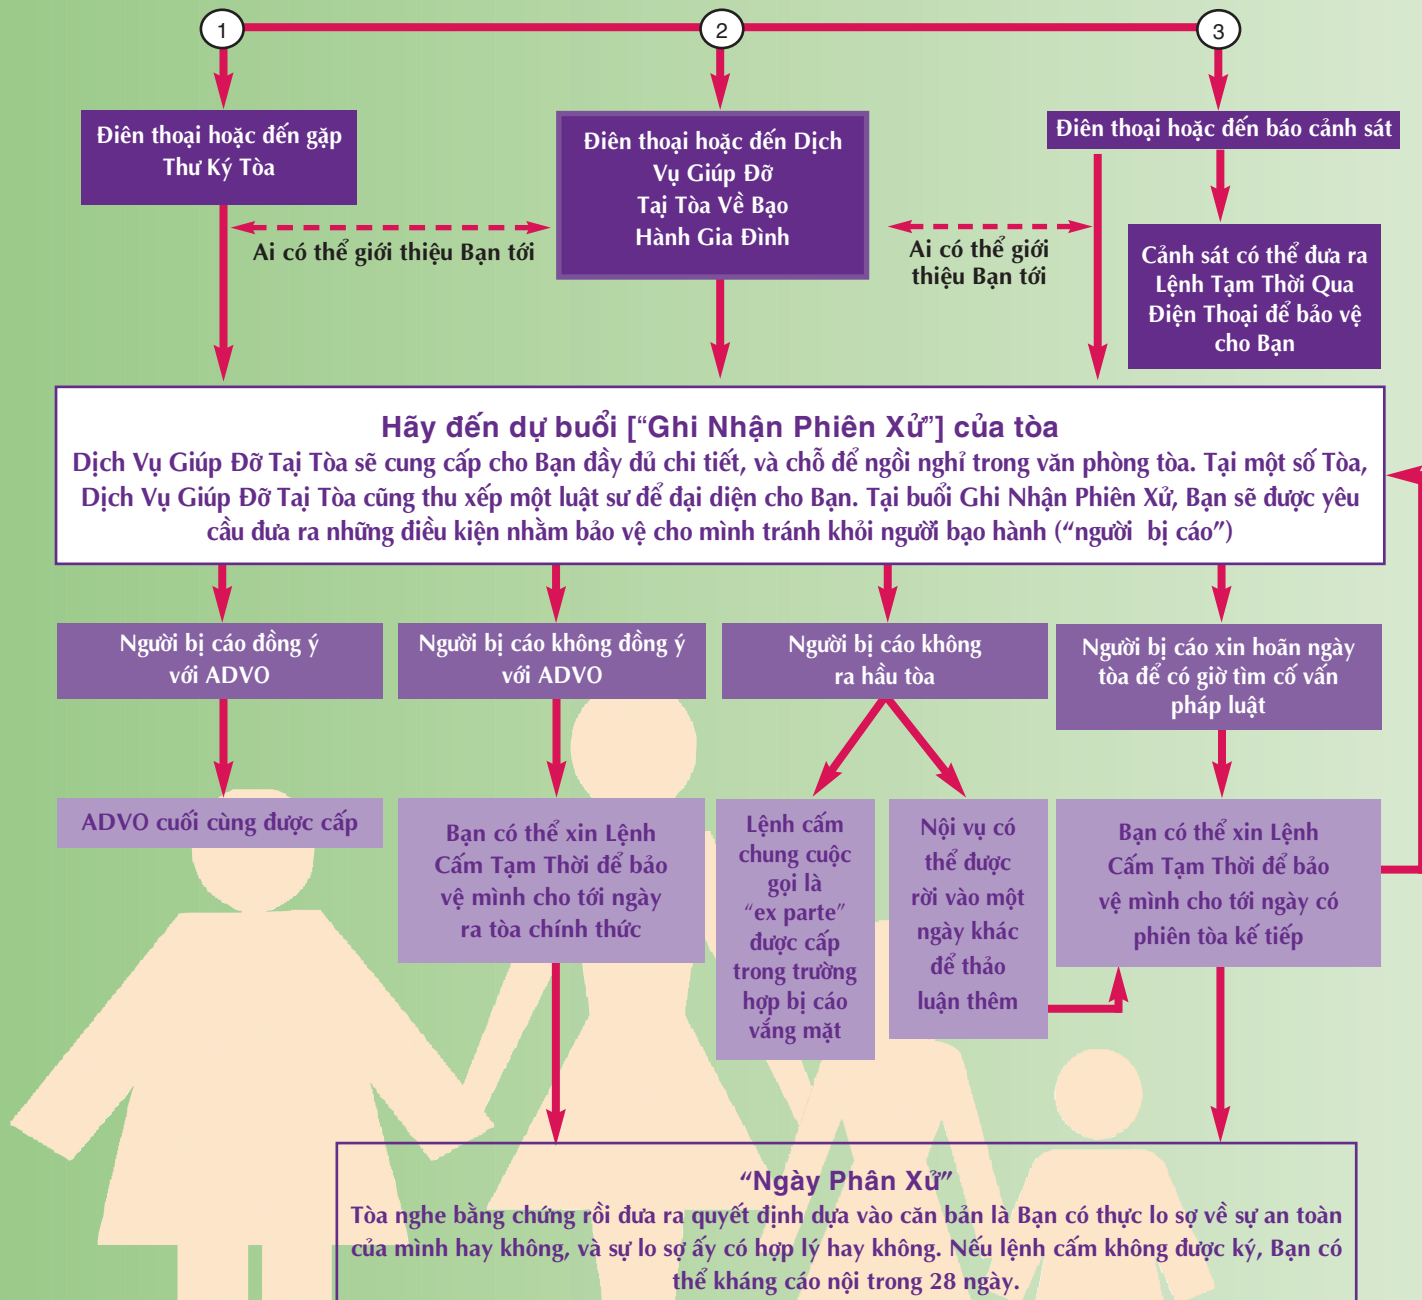 1
2
3
Điên thoại hoặc đến gặp
Thư Ký Tòa
Điên thoại hoặc đến Dịch
Vụ Giúp Đỡ
Tại Tòa Về Bạo
Hành Gia Đình
Điên thoại hoặc đến báo cảnh sát
Ai có thể giới thiệu Bạn tới
Ai có thể giới
thiệu Bạn tới
Cảnh sát có thể đưa ra
Lệnh Tạm Thời Qua
Điện Thoại để bảo vệ
cho Bạn
Hãy đến dự buổi [“Ghi Nhận Phiên Xử”] của tòa
Dịch Vụ Giúp Đỡ Tại Tòa sẽ cung cấp cho Bạn đầy đủ chi tiết, và chỗ để ngồi nghỉ trong văn phòng tòa. Tại một số Tòa,
Dịch Vụ Giúp Đỡ Tại Tòa cũng thu xếp một luật sư để đại diện cho Bạn. Tại buổi Ghi Nhận Phiên Xử, Bạn sẽ được yêu
cầu đưa ra những điều kiện nhằm bảo vệ cho mình tránh khỏi người bạo hành (“người bị cáo”)
Người bị cáo đồng ý
với ADVO
Người bị cáo không đồng ý
với ADVO
Người bị cáo không
ra hầu tòa
Người bị cáo xin hoãn ngày
tòa để có giờ tìm cố vấn
pháp luật
ADVO cuối cùng được cấp
Bạn có thể xin Lệnh
Cấm Tạm Thời để bảo
vệ mình cho tới ngày
ra tòa chính thức
Lệnh cấm
chung cuộc
gọi là
“ex parte”
được cấp
trong trường
hợp bị cáo
vắng mặt
Nội vụ có
thể được
rời vào một
ngày khác
để thảo
luận thêm
Bạn có thể xin Lệnh
Cấm Tạm Thời để bảo
vệ mình cho tới ngày có
phiên tòa kế tiếp
“Ngày Phân Xử”
Tòa nghe bằng chứng rồi đưa ra quyết định dựa vào căn bản là Bạn có thực lo sợ về sự an toàn
của mình hay không, và sự lo sợ ấy có hợp lý hay không. Nếu lệnh cấm không được ký, Bạn có
thể kháng cáo nội trong 28 ngày.